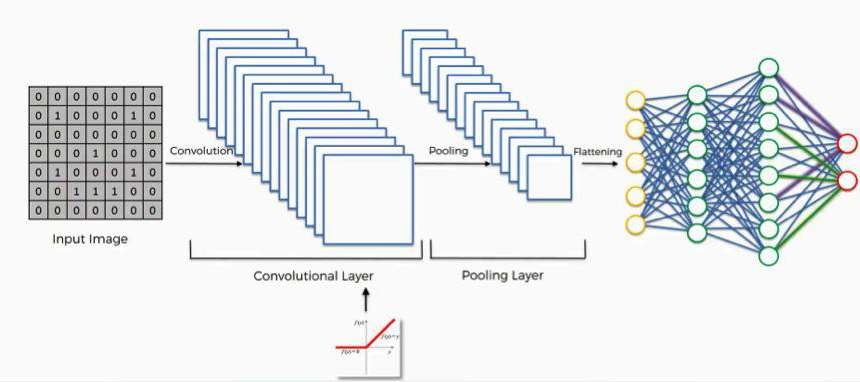 0 0 0 0 0 0 0
0 1 0 0 0 1 0
0 0 0 0 0 0 0
0 0 0 1 0 0 0
0 1 0 0 0 1 0
0 0 1 1 1 0 0
0 0 0 0 0 0 0
Input Image
Convolution
Pooling
Flattening
Convolutional Layer
Pooling Layer
f(y)
f(y)=y
f(y)=0
y